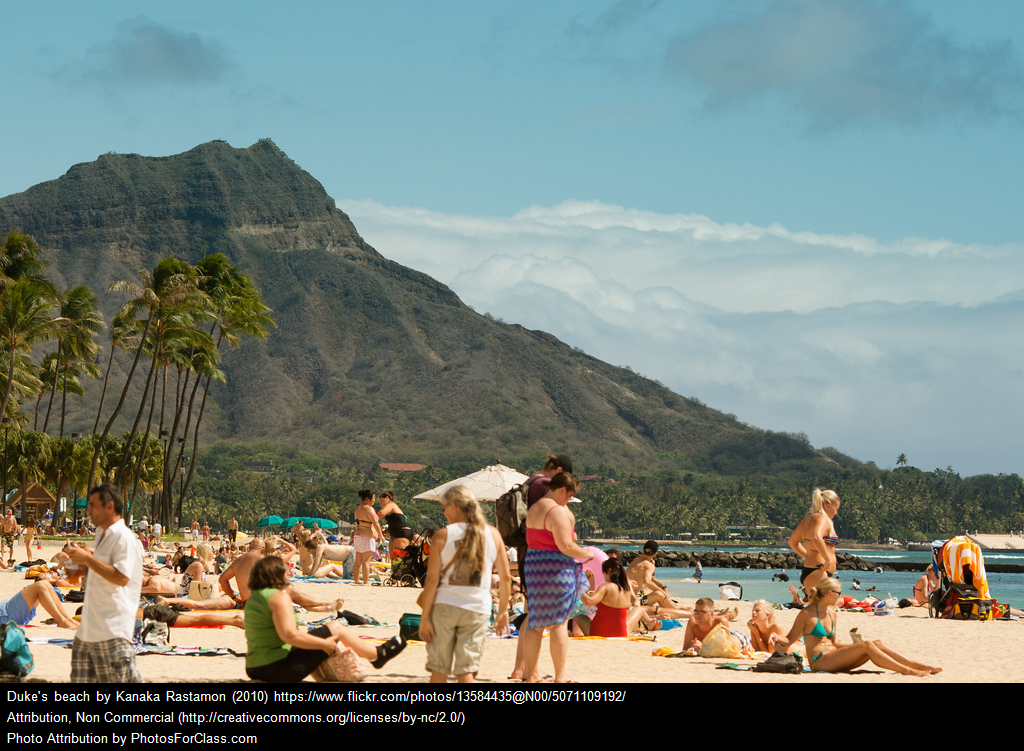 Duke's beach by Kanaka Rastamon (2010) https://www.flickr.com/photos/13584435@N00/5071109192/
Attribution, Non Commercial (http://creativecommons.org/licenses/by-nc/2.0/)
Photo Attribution by PhotosForClass.com